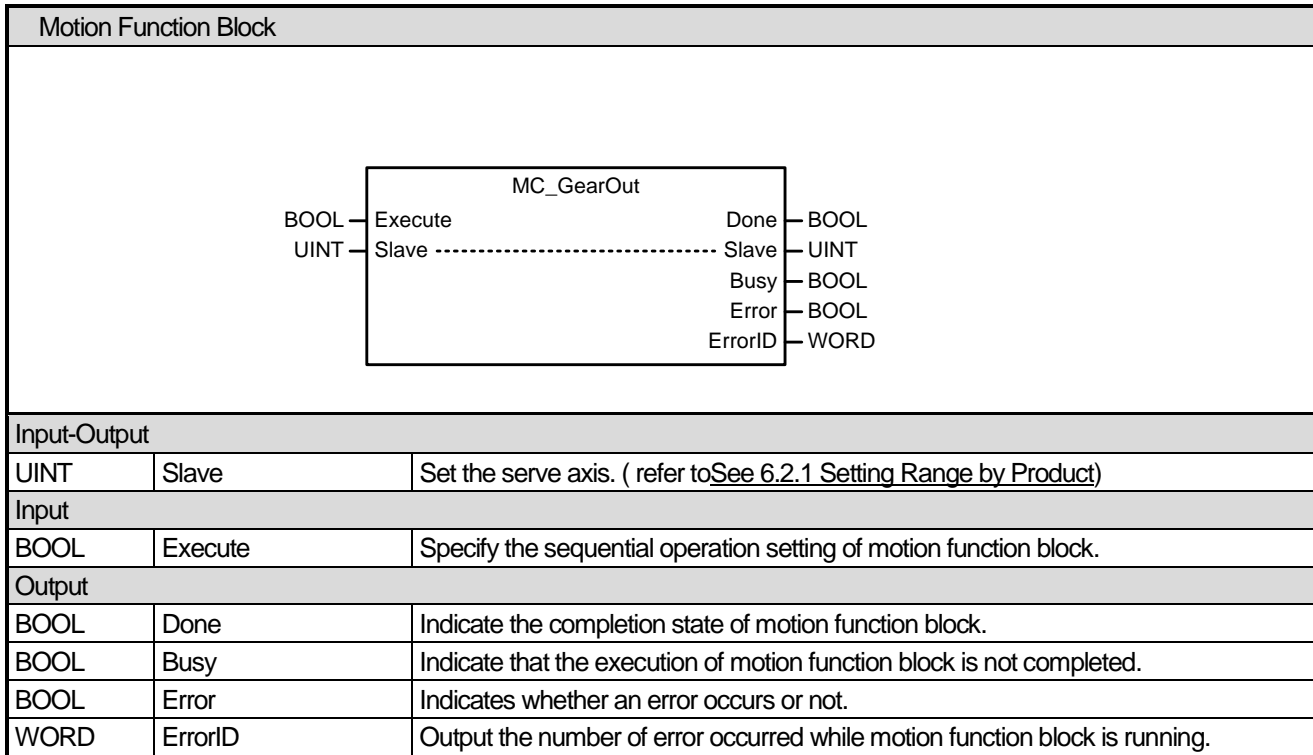 Motion Function Block
MC_GearOut
BOOL Execute Done BOOL
UINT Slave Slave UINT
Busy BOOL
Error BOOL
ErrorID WORD
Input-Output
UINT Slave Set the serve axis. ( refer toSee 6.2.1 Setting Range by Product)
Input
BOOL Execute Specify the sequential operation setting of motion function block.
Output
BOOL Done Indicate the completion state of motion function block.
BOOL Busy Indicate that the execution of motion function block is not completed.
BOOL Error Indicates whether an error occurs or not.
WORD ErrorID Output the number of error occurred while motion function block is running.